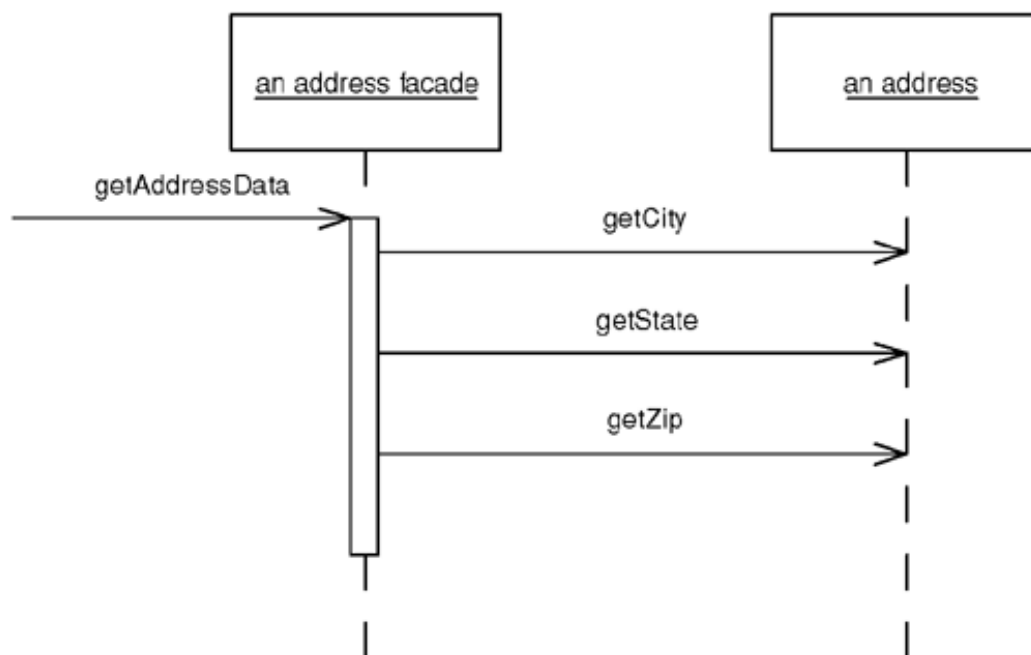 an address facade
an address
getAddressData
getCity
getState
getZip